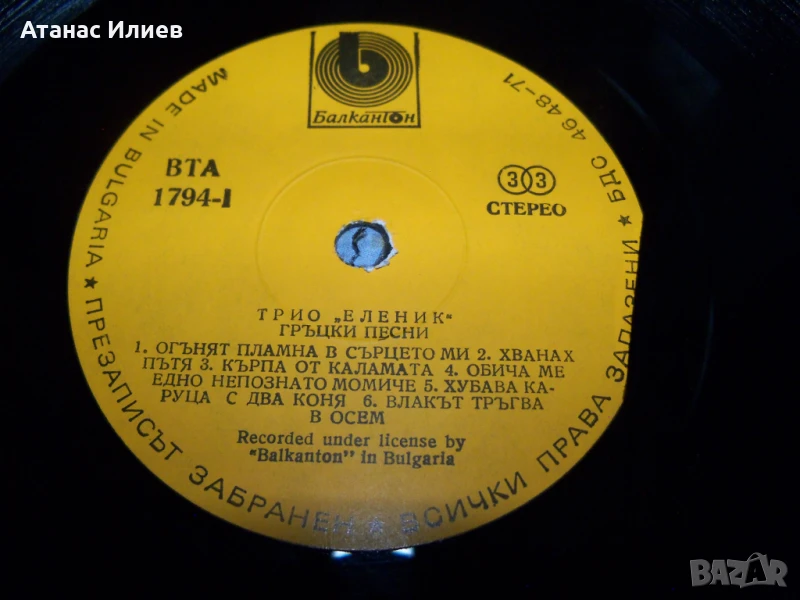 Атанас Илиев
Балкантон
ВТА
1794-I
33
СТЕРЕО
ТРИО „ЕЛЕНИК“
ГРЪЦКИ ПЕСНИ
1. ОГЪНЯТ ПЛАМНА В СЪРЦЕТО МИ 2. ХВАНАХ
ПЪТЯ 3. КЪРПА ОТ КАЛАМАТА 4. ОБИЧА МЕ
ЕДНО НЕПОЗНАТО МОМИЧЕ 5. ХУБАВА КА-
РУЦА С ДВА КОНЯ 6. ВЛАКЪТ ТРЪГВА
В ОСЕМ
Recorded under license by
"Balkanton" in Bulgaria
MADE IN BULGARIA ★ ПРЕЗАПИСЪТ ЗАБРАНЕН ★ ВСИЧКИ ПРАВА ЗАПАЗЕНИ ★ БДС 4648-71
BAZAR